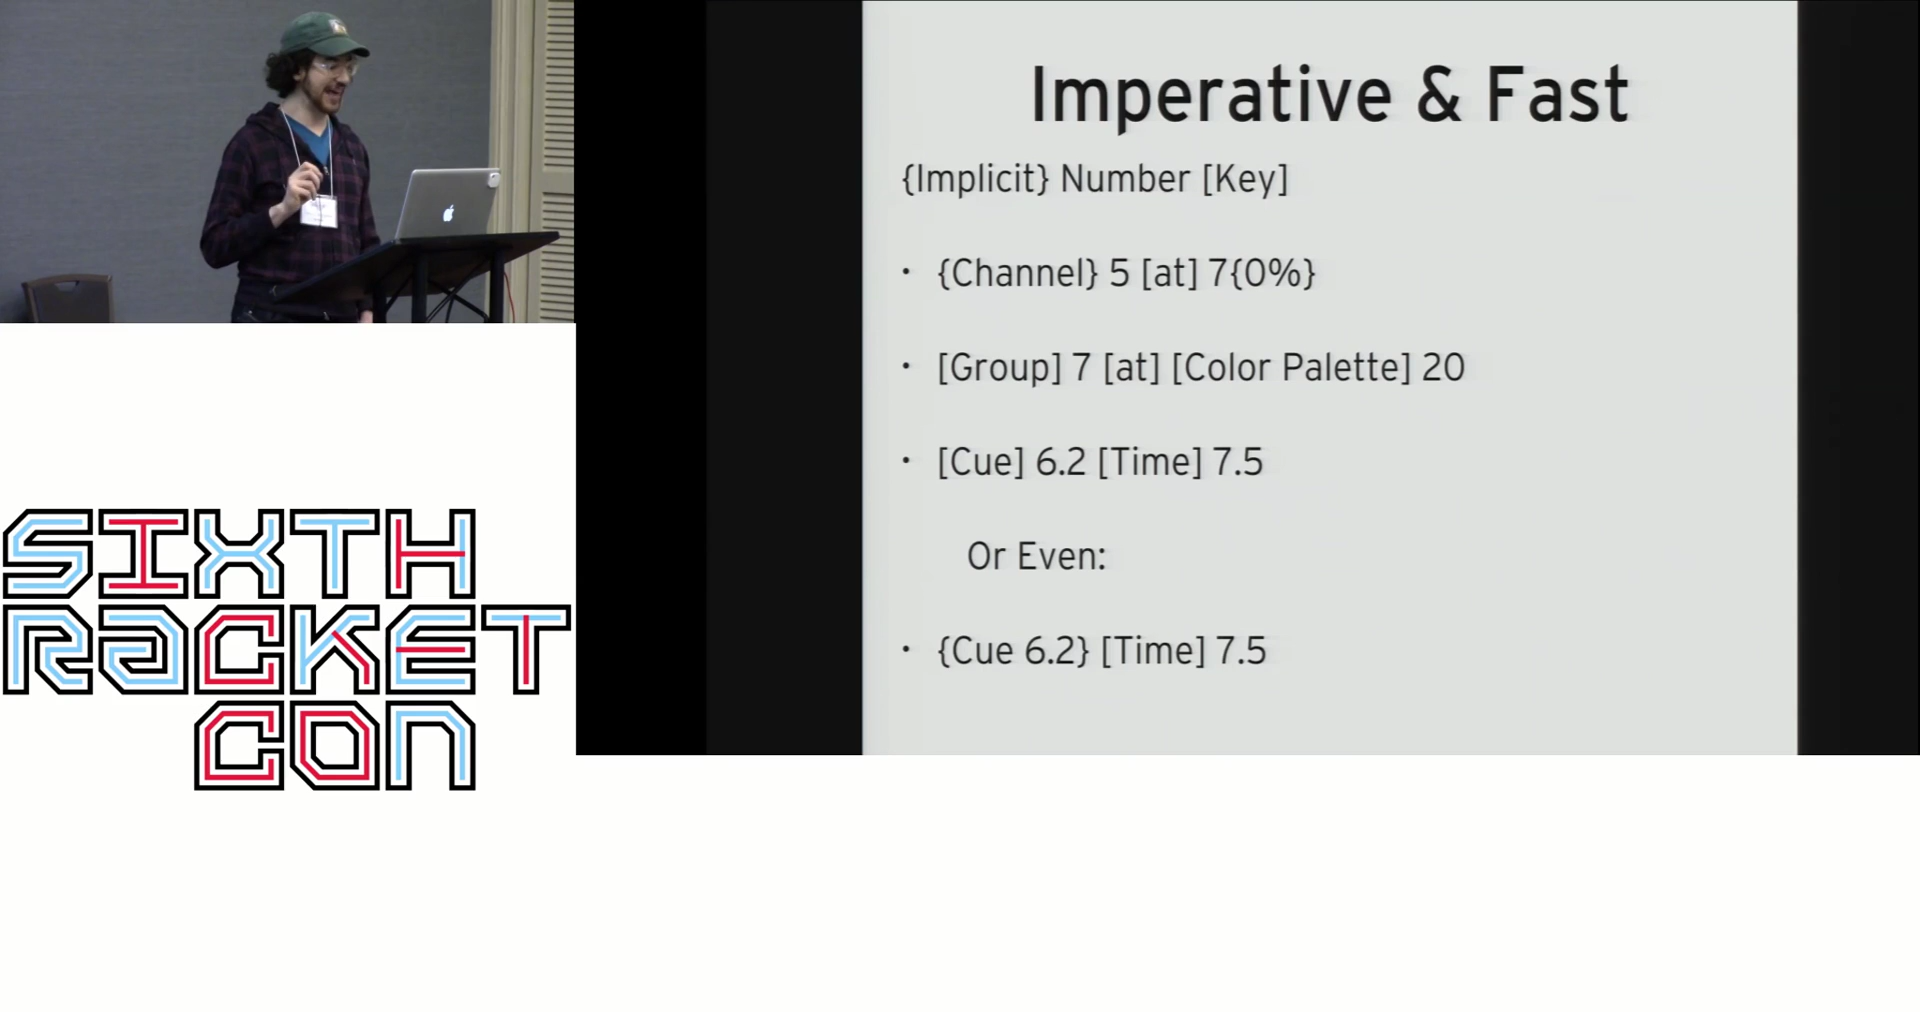 Imperative & Fast
{Implicit} Number [Key]
• {Channel} 5 [at] 7{0%}
• [Group] 7 [at] [Color Palette] 20
• [Cue] 6.2 [Time] 7.5
Or Even:
• {Cue 6.2} [Time] 7.5
SIXTH
RACKET
CON